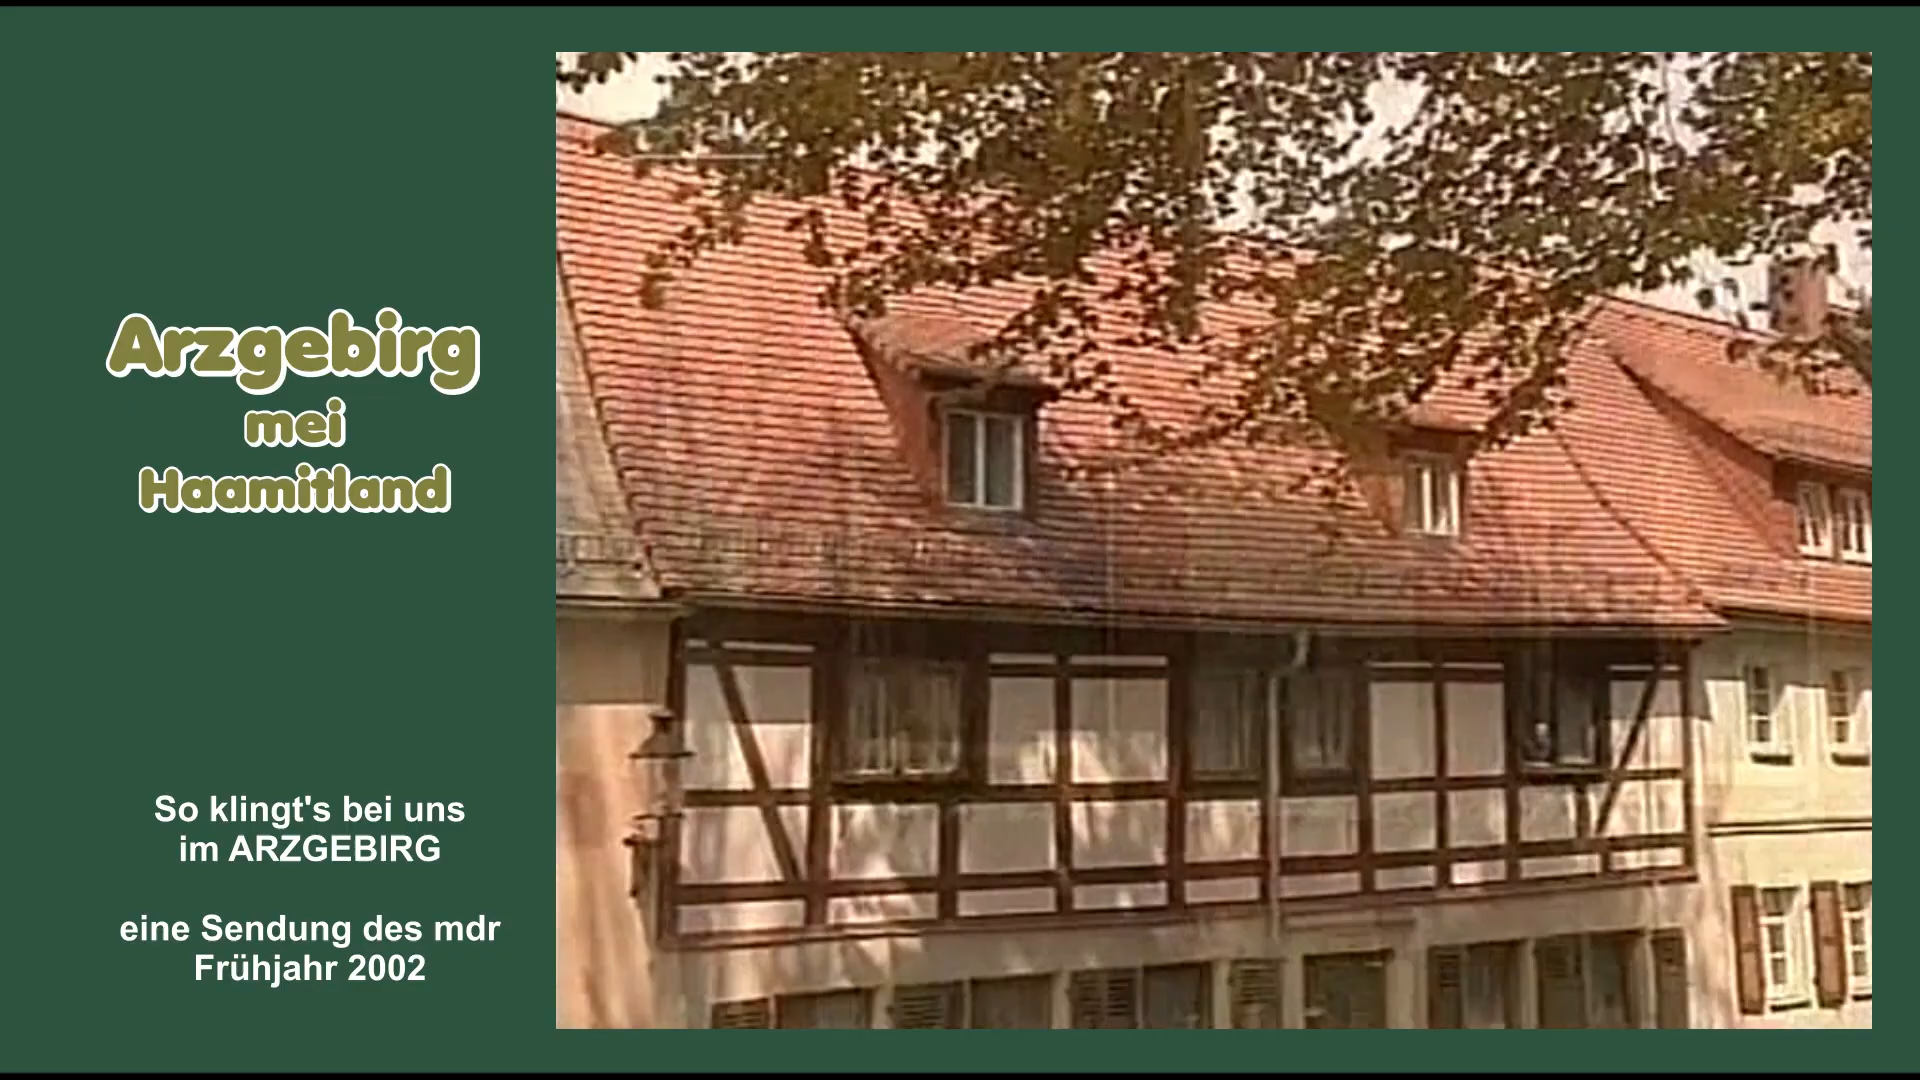 Arzgebirg
mei
Haamitland
So klingt's bei uns
im ARZGEBIRG
eine Sendung des mdr
Frühjahr 2002